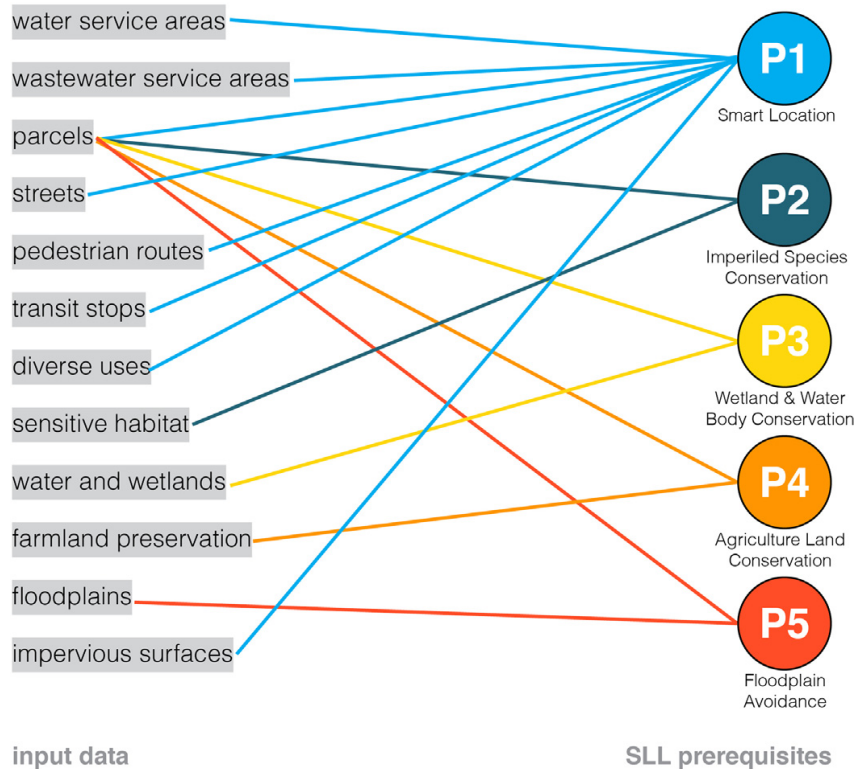 water service areas
wastewater service areas
parcels
streets
pedestrian routes
transit stops
diverse uses
sensitive habitat
water and wetlands
farmland preservation
floodplains
impervious surfaces
input data
P1
Smart Location
P2
Imperiled Species
Conservation
P3
Wetland & Water
Body Conservation
P4
Agriculture Land
Conservation
P5
Floodplain
Avoidance
SLL prerequisites